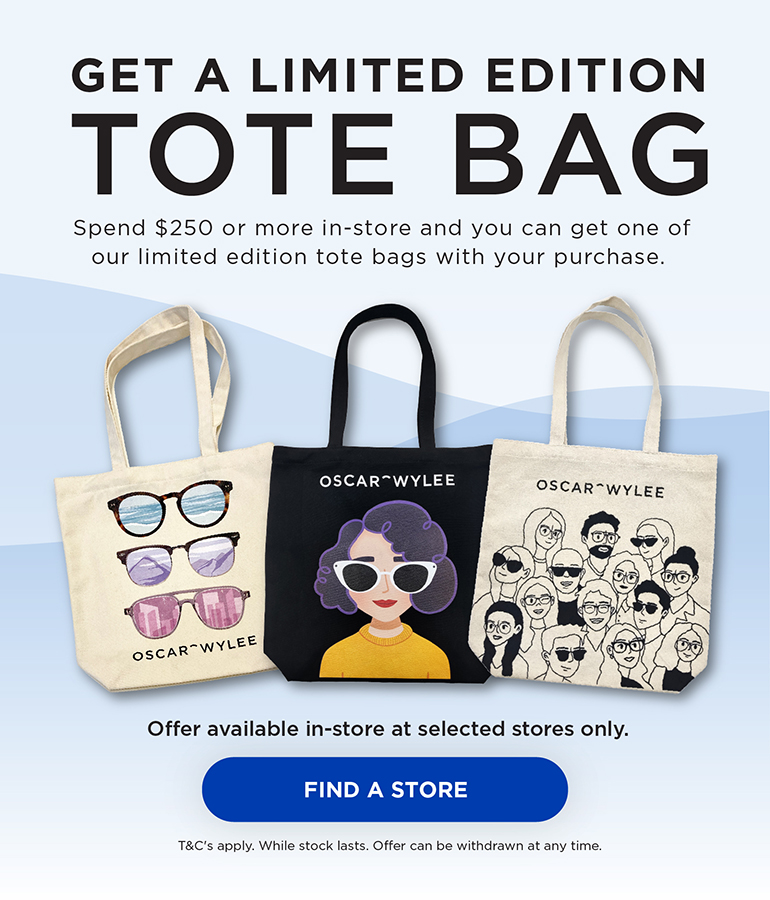 GET A LIMITED EDITION
TOTE BAG
Spend $250 or more in-store and you can get one of
our limited edition tote bags with your purchase.
OSCAR~WYLEE
OSCAR~WYLEE
OSCAR~WYLEE
Offer available in-store at selected stores only.
FIND A STORE
T&C's apply. While stock lasts. Offer can be withdrawn at any time.